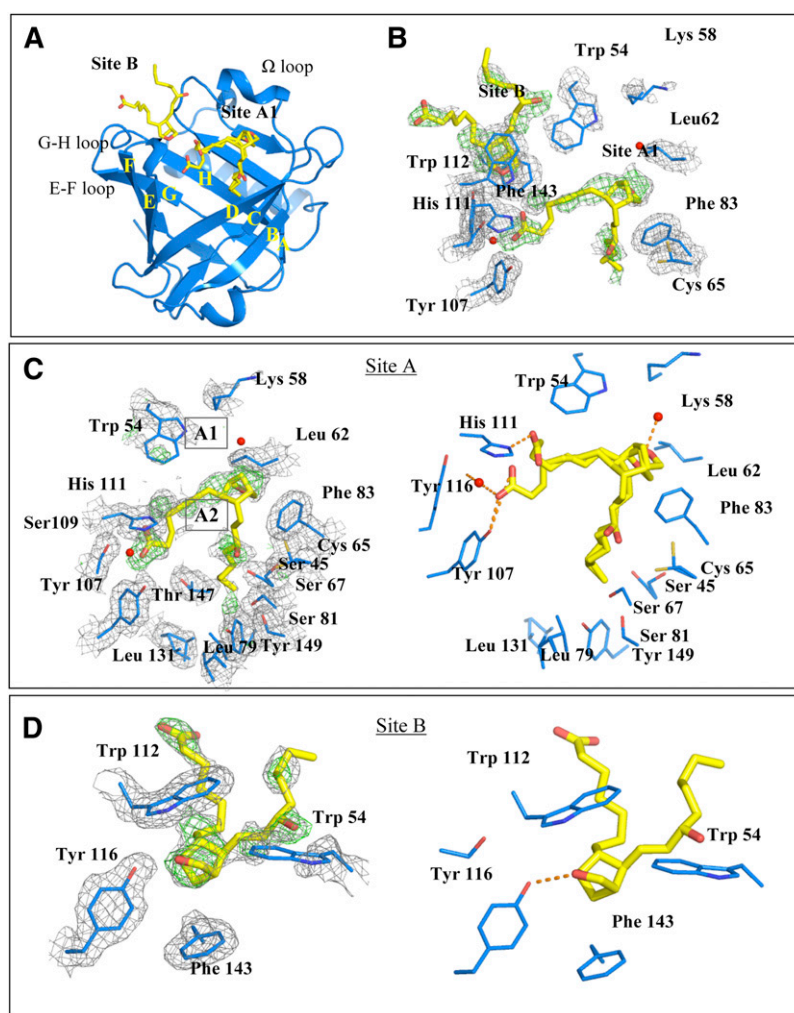 A
Site B
Ω loop
Site A1
G-H loop
E-F loop
F
E
G
H
D
C
B
A
B
Lys 58
Trp 54
Site B
Leu62
Site A1
Trp 112
Phe 143
His 111
Phe 83
Tyr 107
Cys 65
C
Site A
Lys 58
Trp 54
A1
Leu 62
His 111
Phe 83
Ser109
A2
Cys 65
Ser 45
Tyr 107
Thr 147
Ser 67
Ser 81
Leu 131
Leu 79
Tyr 149
Trp 54
Lys 58
His 111
Leu 62
Tyr 116
Phe 83
Tyr 107
Cys 65
Ser 45
Ser 67
Ser 81
Leu 131
Leu 79
Tyr 149
D
Site B
Trp 112
Trp 54
Tyr 116
Phe 143
Trp 112
Trp 54
Tyr 116
Phe 143